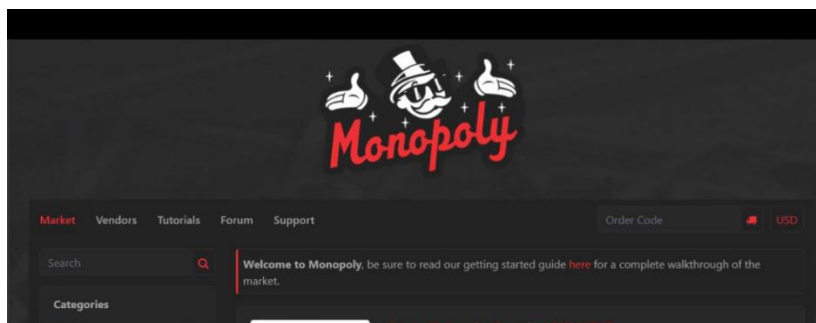 Monopoly
Market Vendors Tutorials Forum Support Order Code USD
Search
Welcome to Monopoly, be sure to read our getting started guide here for a complete walkthrough of the
market.
Categories